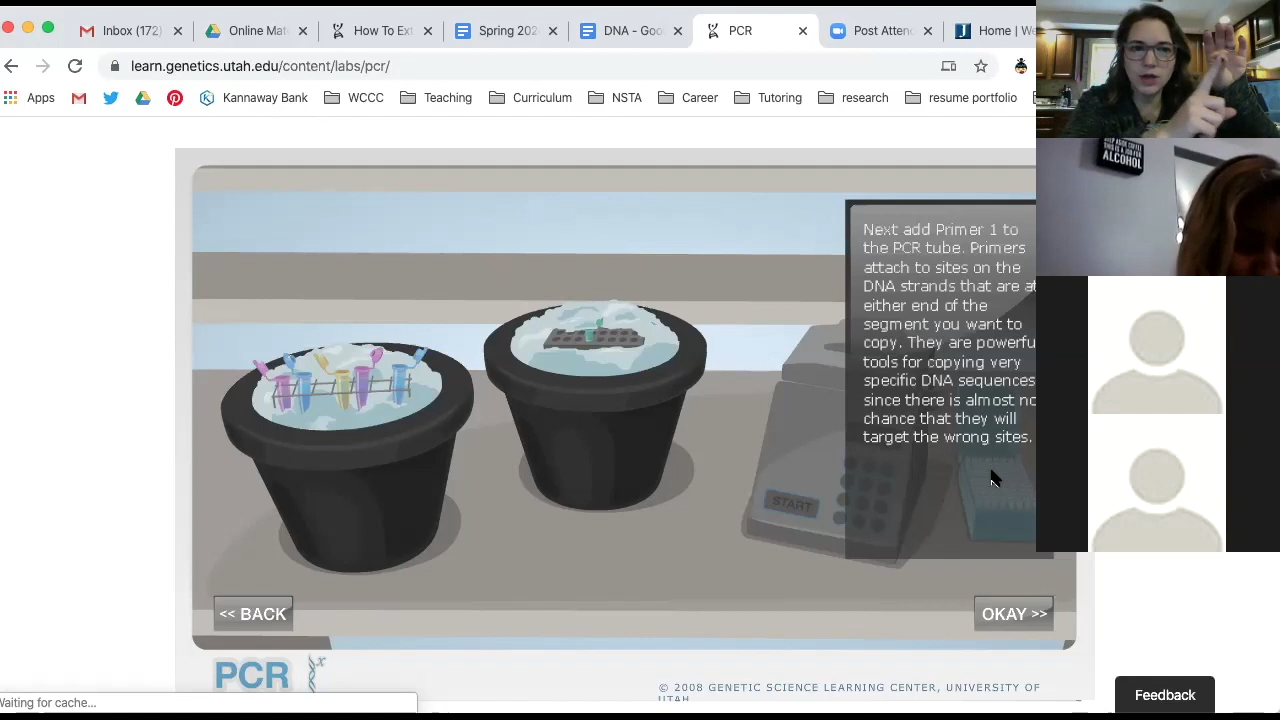 Inbox (172)
Online Mat
How To Ex
Spring 202
DNA - Goo
PCR
Post Atten
Home | We
learn.genetics.utah.edu/content/labs/pcr/
Apps
Kannaway Bank
WCCC
Teaching
Curriculum
NSTA
Career
Tutoring
research
resume portfolio
ALCOHOL
Next add Primer 1 to
the PCR tube. Primers
attach to sites on the
DNA strands that are at
either end of the
segment you want to
copy. They are powerfu
tools for copying very
specific DNA sequences
since there is almost no
chance that they will
target the wrong sites.
START
<< BACK
OKAY >>
PCR
© 2008 GENETIC SCIENCE LEARNING CENTER, UNIVERSITY OF
UTAH
Waiting for cache...
Feedback